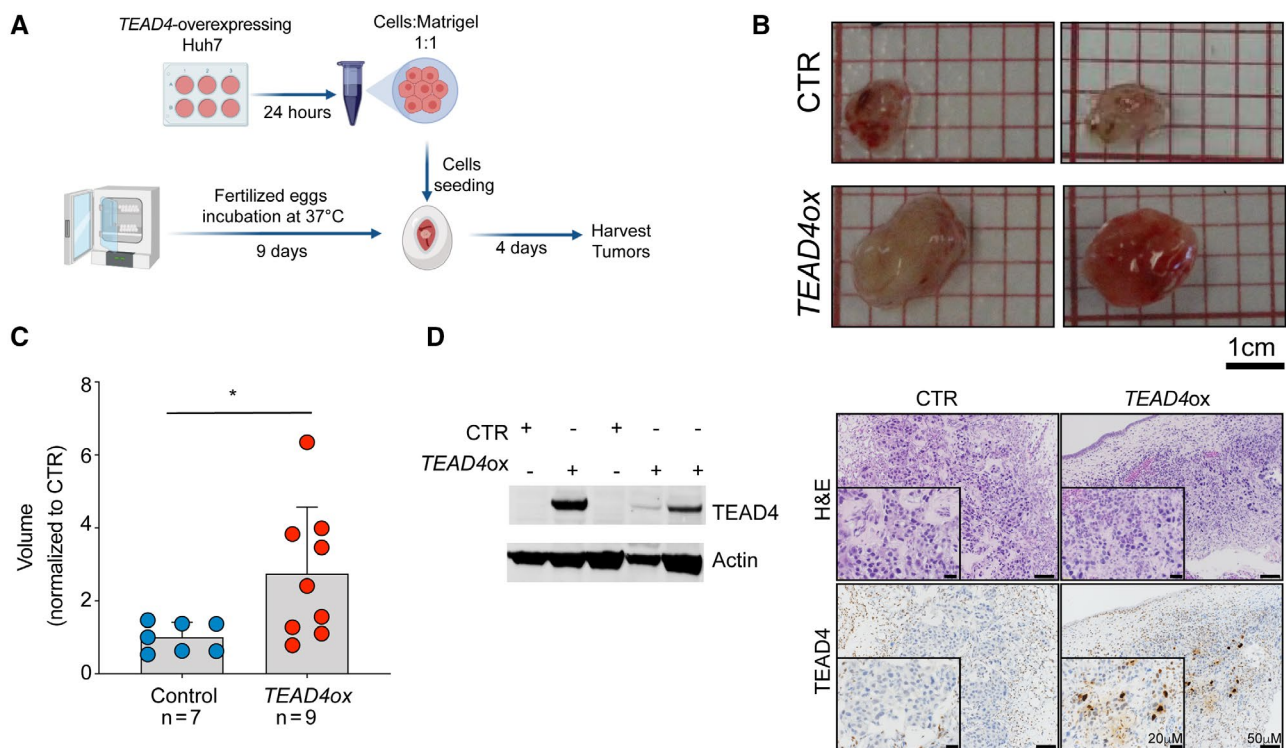 A
TEAD4-overexpressing
Huh7
Cells:Matrigel
1:1
24 hours
Cells
seeding
Fertilized eggs
incubation at 37°C
9 days
4 days
Harvest
Tumors
B
CTR
TEAD4ox
1cm
C
Volume
(normalized to CTR)
8
6
4
2
0
*
Control
n=7
TEAD4ox
n=9
D
CTR + - + - -
TEAD4ox - + - + +
TEAD4
Actin
CTR
TEAD4ox
H&E
TEAD4
20µM
50µM